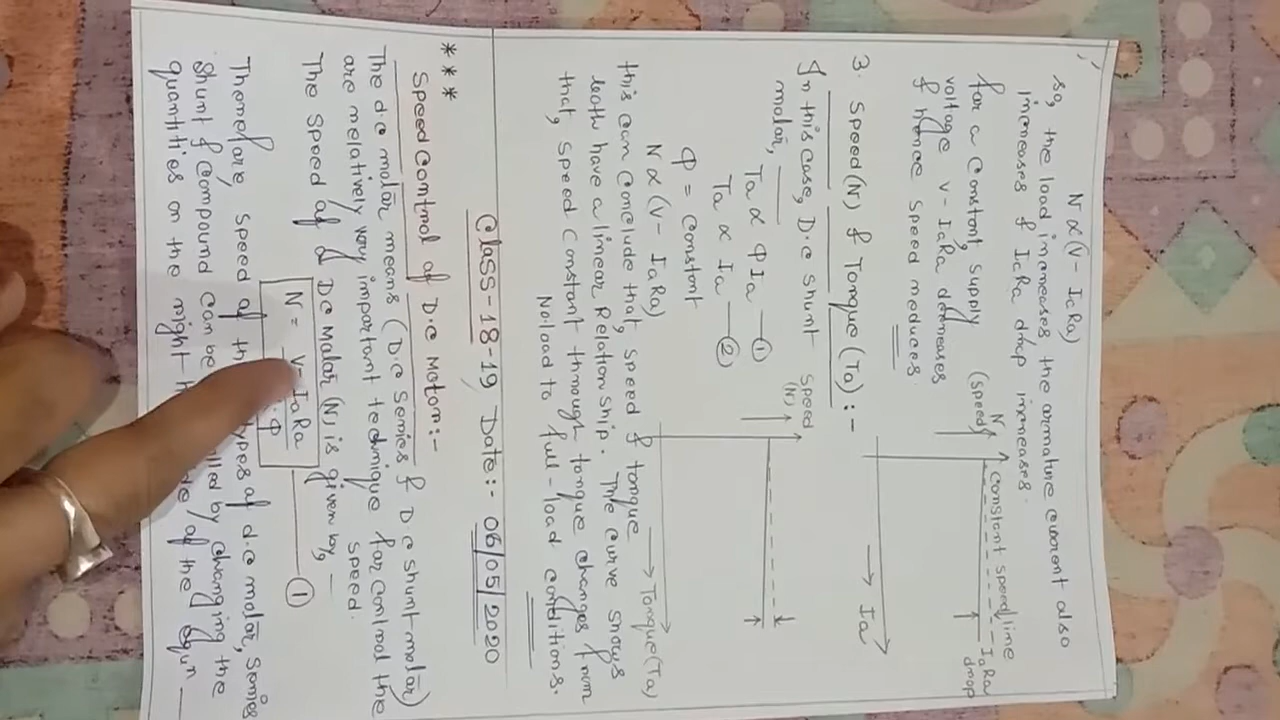 N ∝ (V - IaRa)
so, the load increases the armature current also
increases & IaRa drop increases.
for a constant supply
voltage V - IaRa decreases
& hence speed reduces.
N
(speed)
constant speed line
IaRa
drop
→ Ia
3. Speed (N) & Torque (Ta) :-
In this case, D.c shunt
motor,
Ta ∝ φIa — ①
Ta ∝ Ia — ②
φ = constant
N ∝ (V - IaRa)
speed
(N)
→ Torque (Ta)
this can conclude that, speed & torque
both have a linear Relation ship. The curve shows
that, speed constant through torque changes from
No.load to full - load conditions.
Class - 18-19, Date:- 06/05/2020
***
Speed control of D.c Motor:-
The d.c motor means (D.c series & D.c shunt motor)
are relatively very important technique for control the
speed.
The speed of & DC Motor (N) is given by,
N = V- IaRa / φ — ①
Therefore, speed of types of d.c motor, series
shunt & compound can be by changing the
quantities on the right of the equn